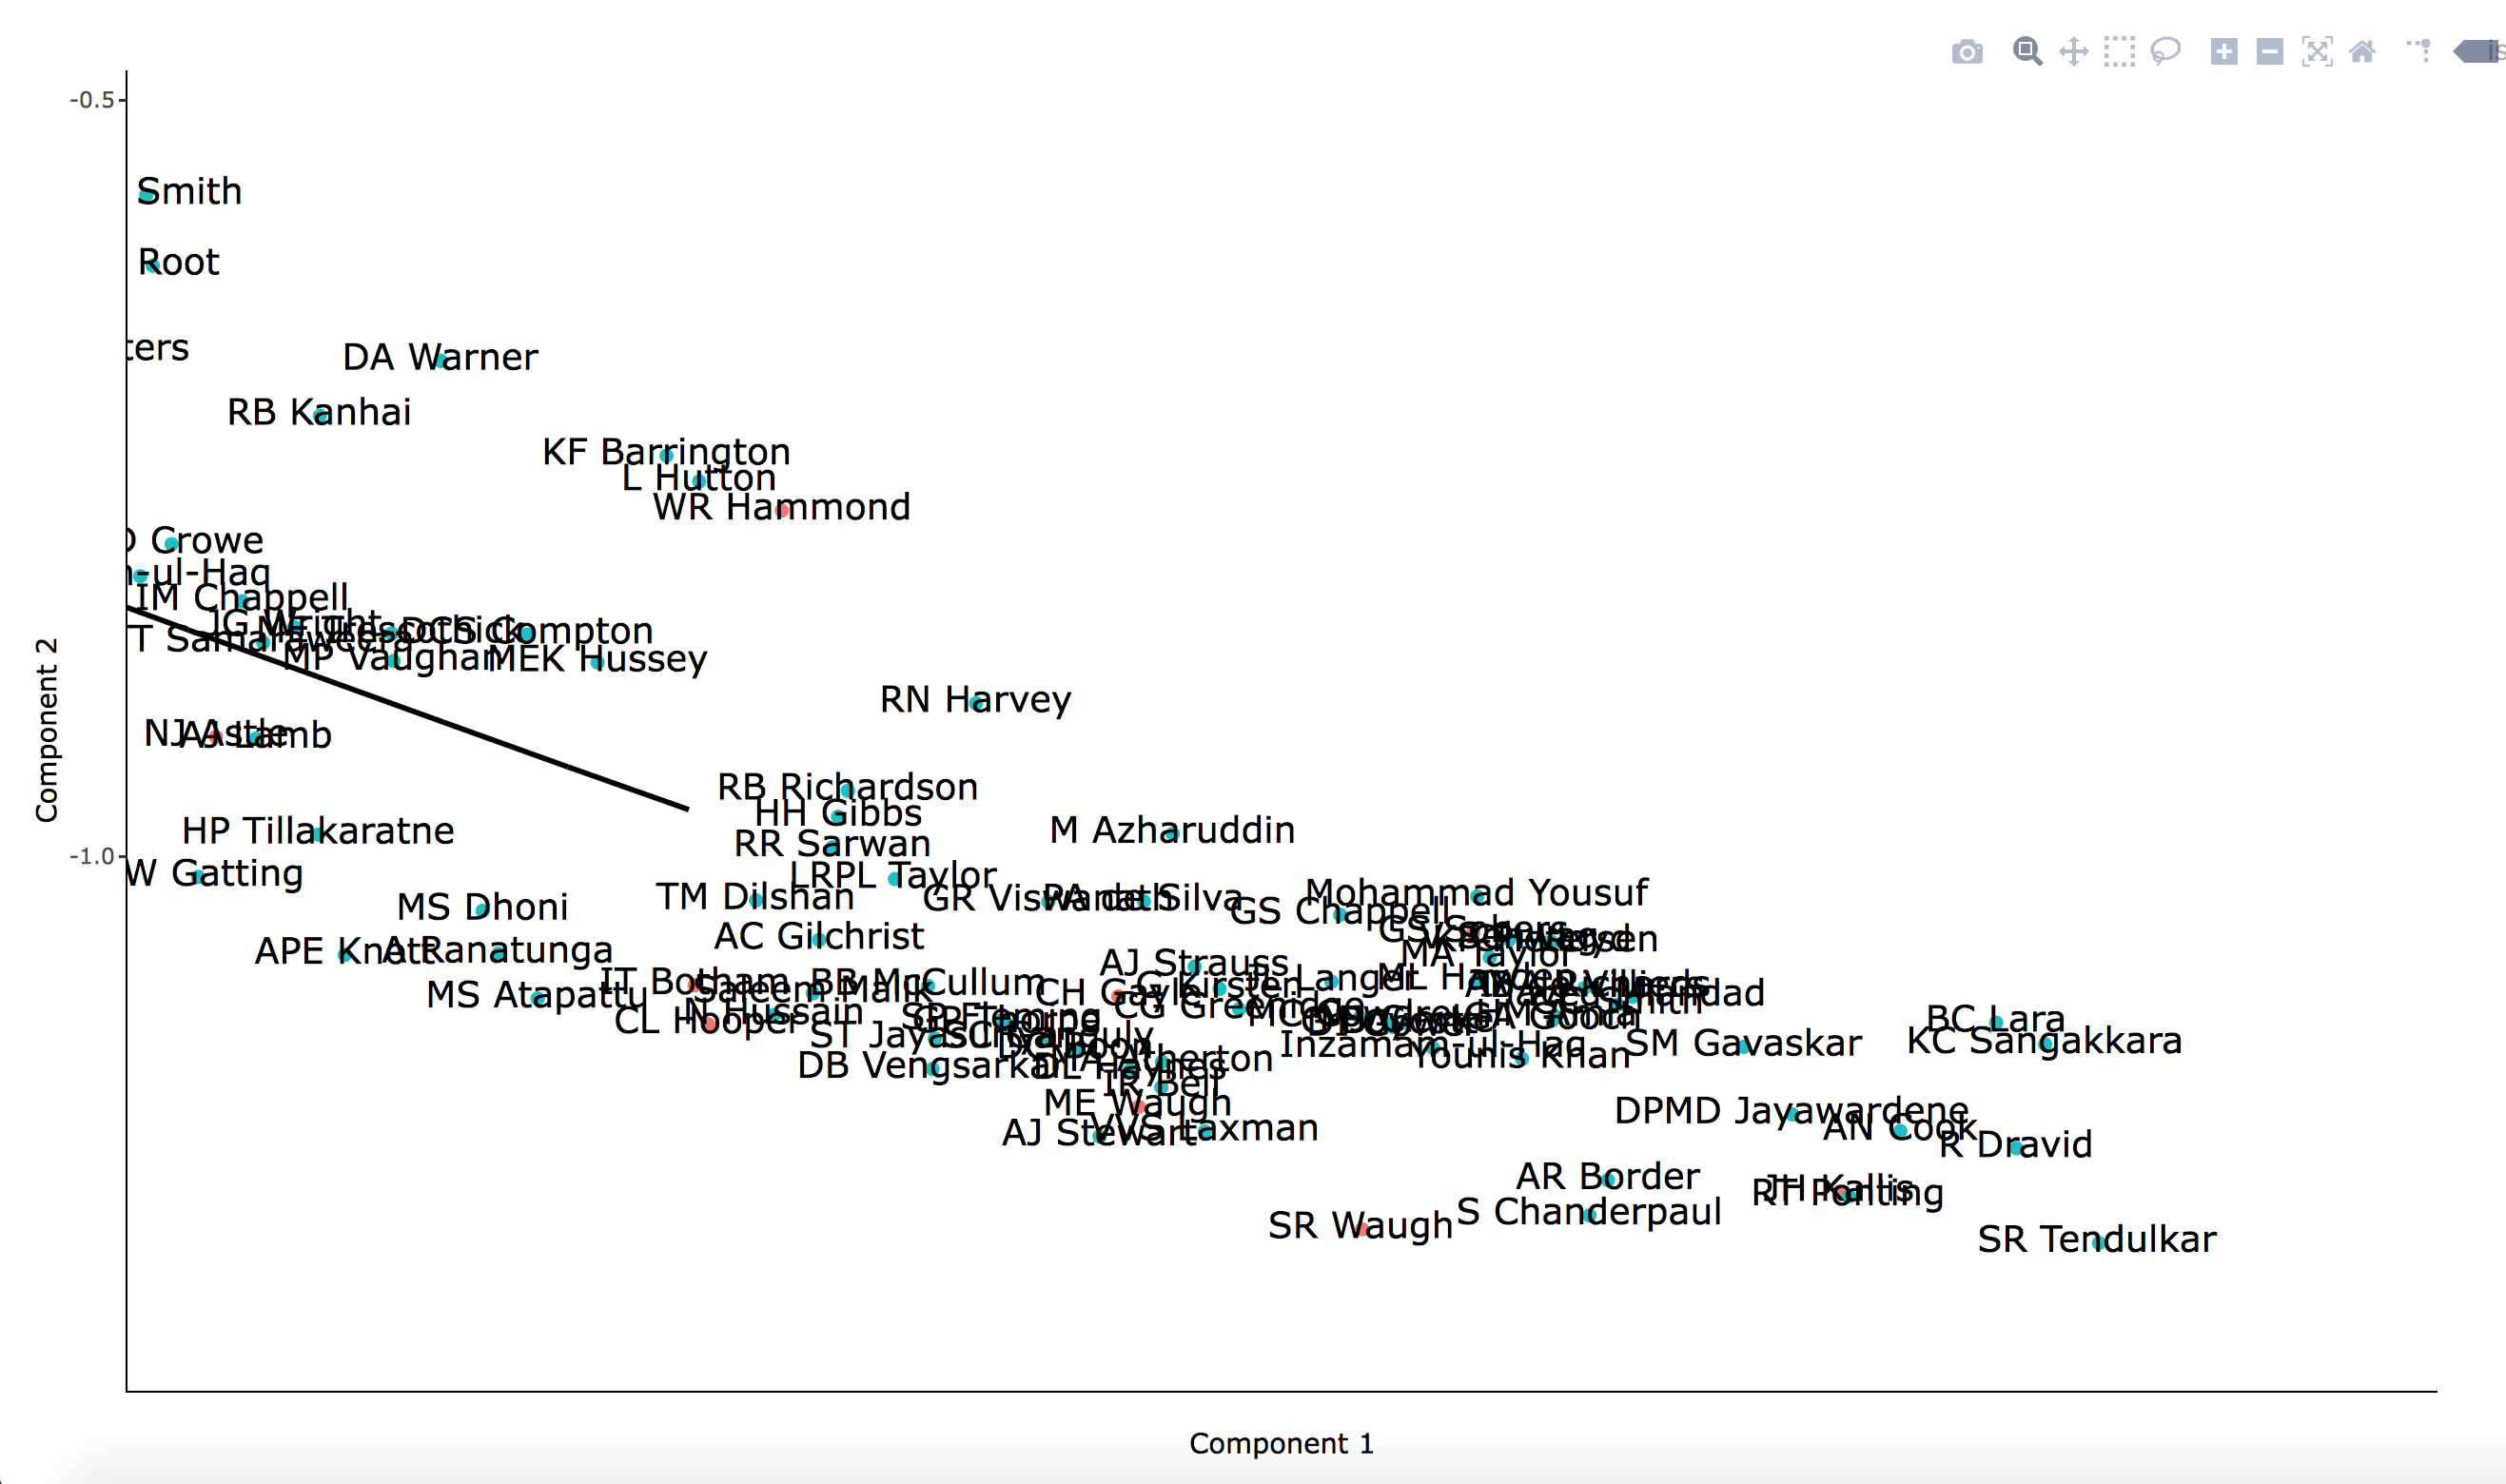 -0.5
Smith
Root
ters
DA Warner
RB Kanhai
KF Barrington
L Hutton
WR Hammond
Crowe
-ul-Haq
IM Chappell
JG Wright
DCS Compton
T Samaraweera
MP Vaughan
MEK Hussey
RN Harvey
NJ Astle
AJ Lamb
RB Richardson
HH Gibbs
HP Tillakaratne
M Azharuddin
RR Sarwan
-1.0
W Gatting
LRPL Taylor
TM Dilshan
GR Viswanath
PA de Silva
Mohammad Yousuf
MS Dhoni
GS Chappell
AC Gilchrist
APE Knott
A Ranatunga
MA Taylor
AJ Strauss
IT Botham
BB McCullum
MS Atapattu
Saleem Malik
CH Gayle
G Kirsten
JL Langer
ML Hayden
Javed Miandad
CG Greenidge
CL Hooper
N Hussain
SP Fleming
GA Gooch
BC Lara
DB Vengsarkar
DC Boon
Inzamam-ul-Haq
Younis Khan
SM Gavaskar
KC Sangakkara
MA Atherton
DL Haynes
IR Bell
ME Waugh
AJ Stewart
VVS Laxman
DPMD Jayawardene
AN Cook
R Dravid
AR Border
JH Kallis
RT Ponting
S Chanderpaul
SR Waugh
SR Tendulkar
Component 2
Component 1